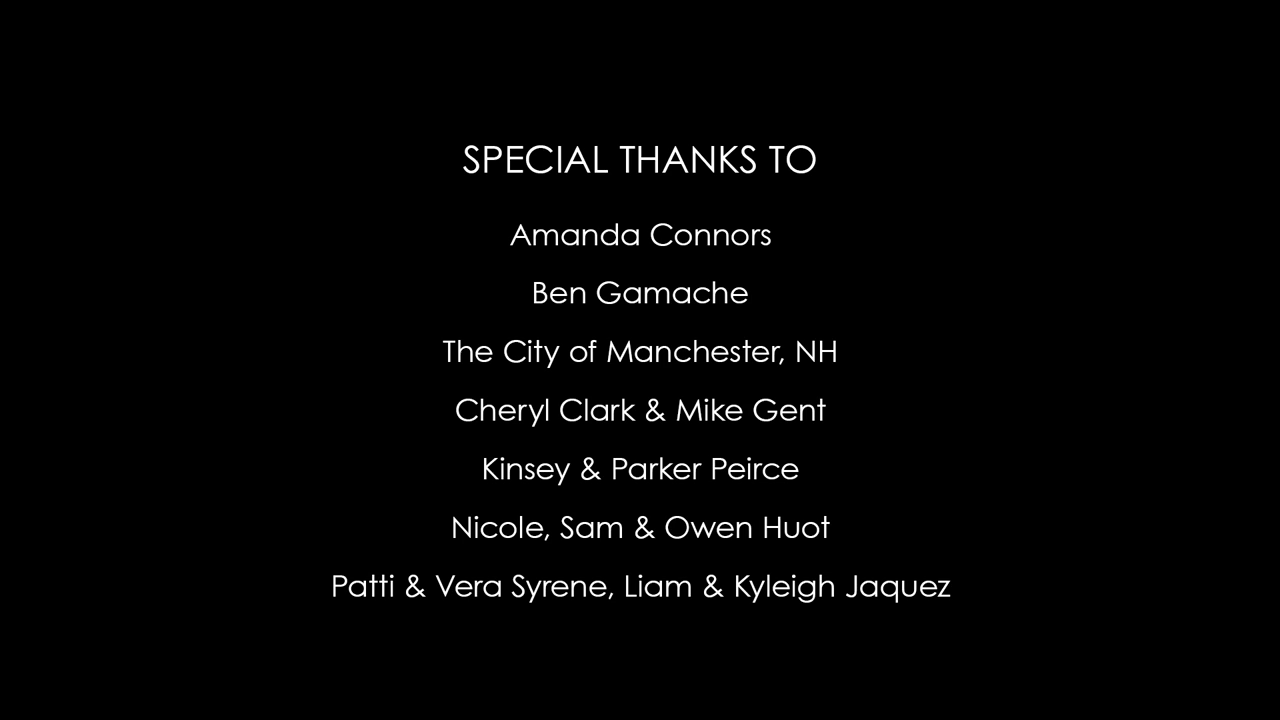 SPECIAL THANKS TO
Amanda Connors
Ben Gamache
The City of Manchester, NH
Cheryl Clark & Mike Gent
Kinsey & Parker Peirce
Nicole, Sam & Owen Huot
Patti & Vera Syrene, Liam & Kyleigh Jaquez